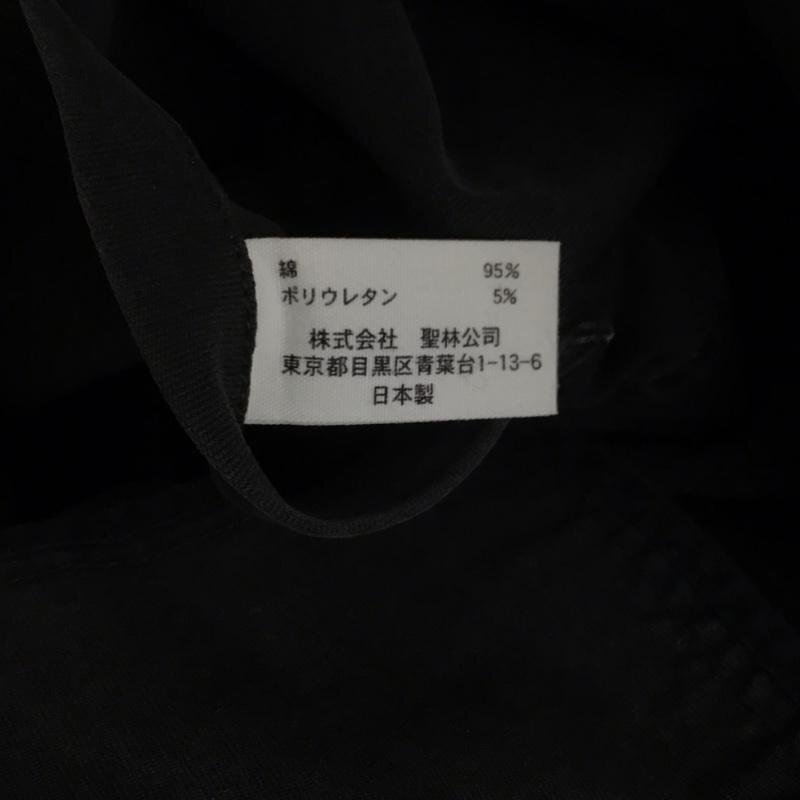 綿 95%
ポリウレタン 5%
株式会社 聖林公司
東京都目黒区青葉台1-13-6
日本製